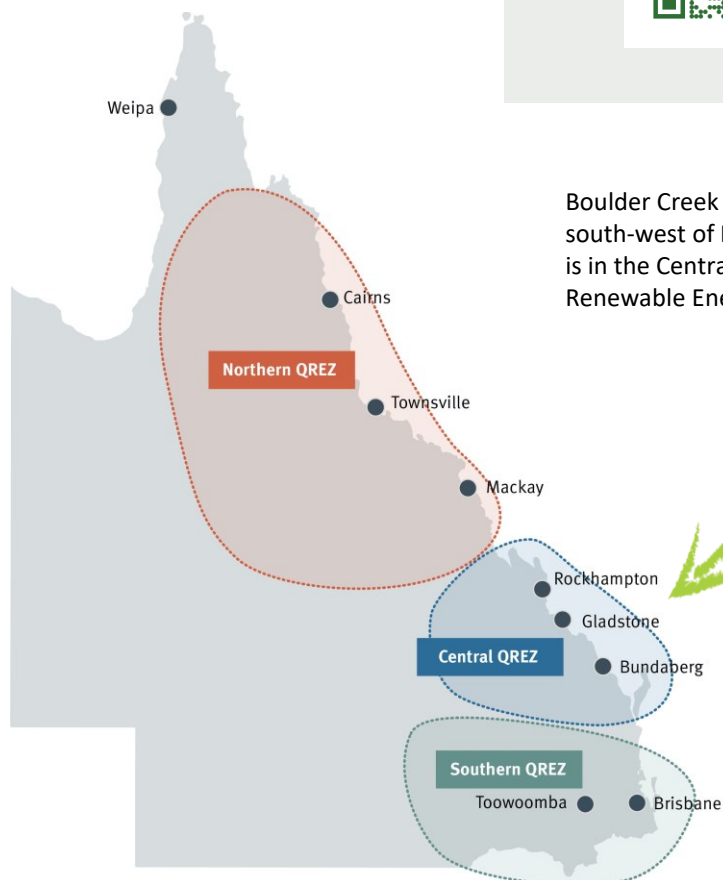 Weipa
Boulder Creek
south-west of
is in the Centra
Renewable Ene
Cairns
Northern QREZ
Townsville
Mackay
Rockhampton
Gladstone
Central QREZ
Bundaberg
Southern QREZ
Toowoomba
Brisbane